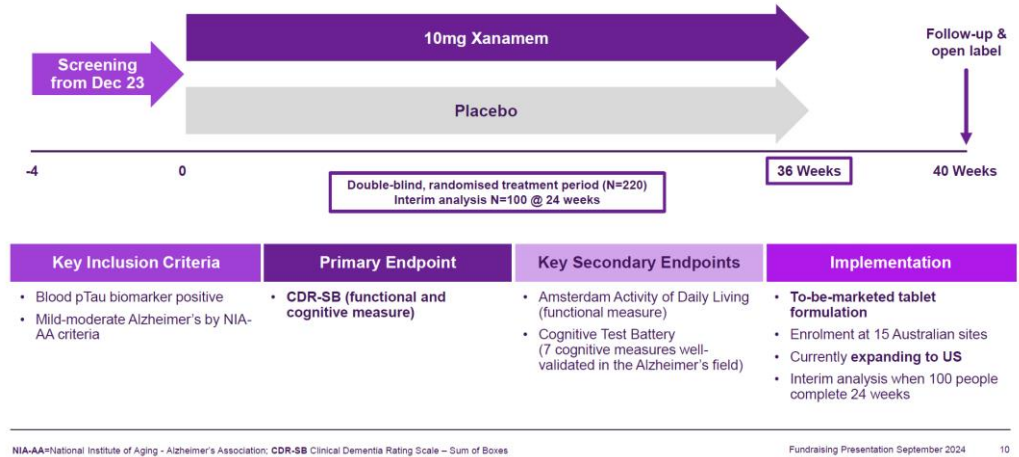 10mg Xanamem
Follow-up &
open label
Screening
from Dec 23
Placebo
-4
0
36 Weeks
40 Weeks
Double-blind, randomised treatment period (N=220)
Interim analysis N=100 @ 24 weeks
Key Inclusion Criteria
• Blood pTau biomarker positive
• Mild-moderate Alzheimer's by NIA-
AA criteria
Primary Endpoint
• CDR-SB (functional and
cognitive measure)
Key Secondary Endpoints
• Amsterdam Activity of Daily Living
(functional measure)
• Cognitive Test Battery
(7 cognitive measures well-
validated in the Alzheimer's field)
Implementation
• To-be-marketed tablet
formulation
• Enrolment at 15 Australian sites
• Currently expanding to US
• Interim analysis when 100 people
complete 24 weeks
NIA-AA=National Institute of Aging - Alzheimer's Association; CDR-SB Clinical Dementia Rating Scale – Sum of Boxes
Fundraising Presentation September 2024
10